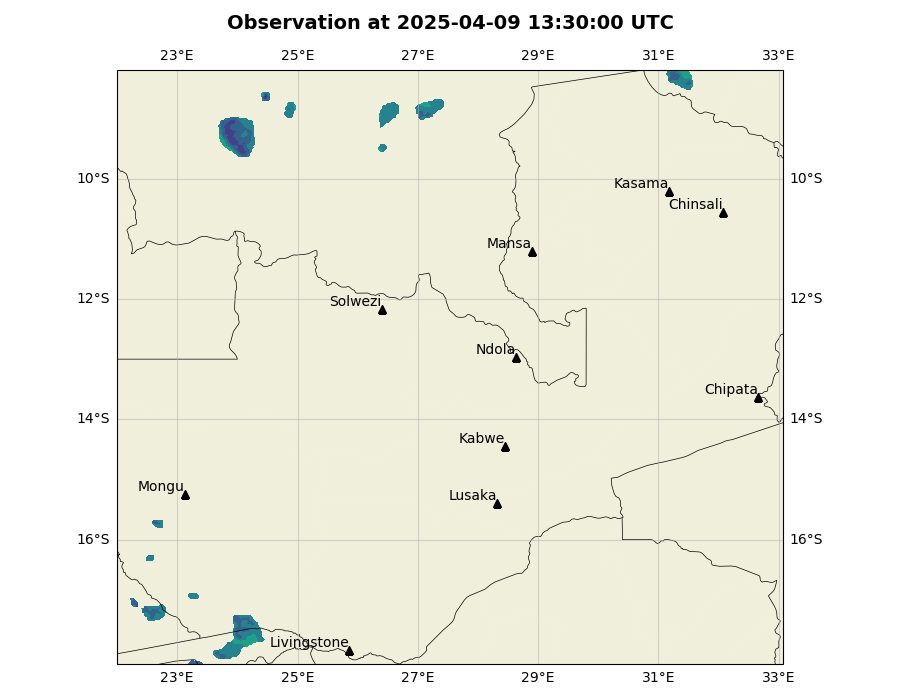 Observation at 2025-04-09 13:30:00 UTC
23°E 25°E 27°E 29°E 31°E 33°E
10°S 10°S
Kasama
Chinsali
Mansa
12°S 12°S
Solwezi
Ndola
Chipata
14°S 14°S
Kabwe
Mongu
Lusaka
16°S 16°S
Livingstone
23°E 25°E 27°E 29°E 31°E 33°E